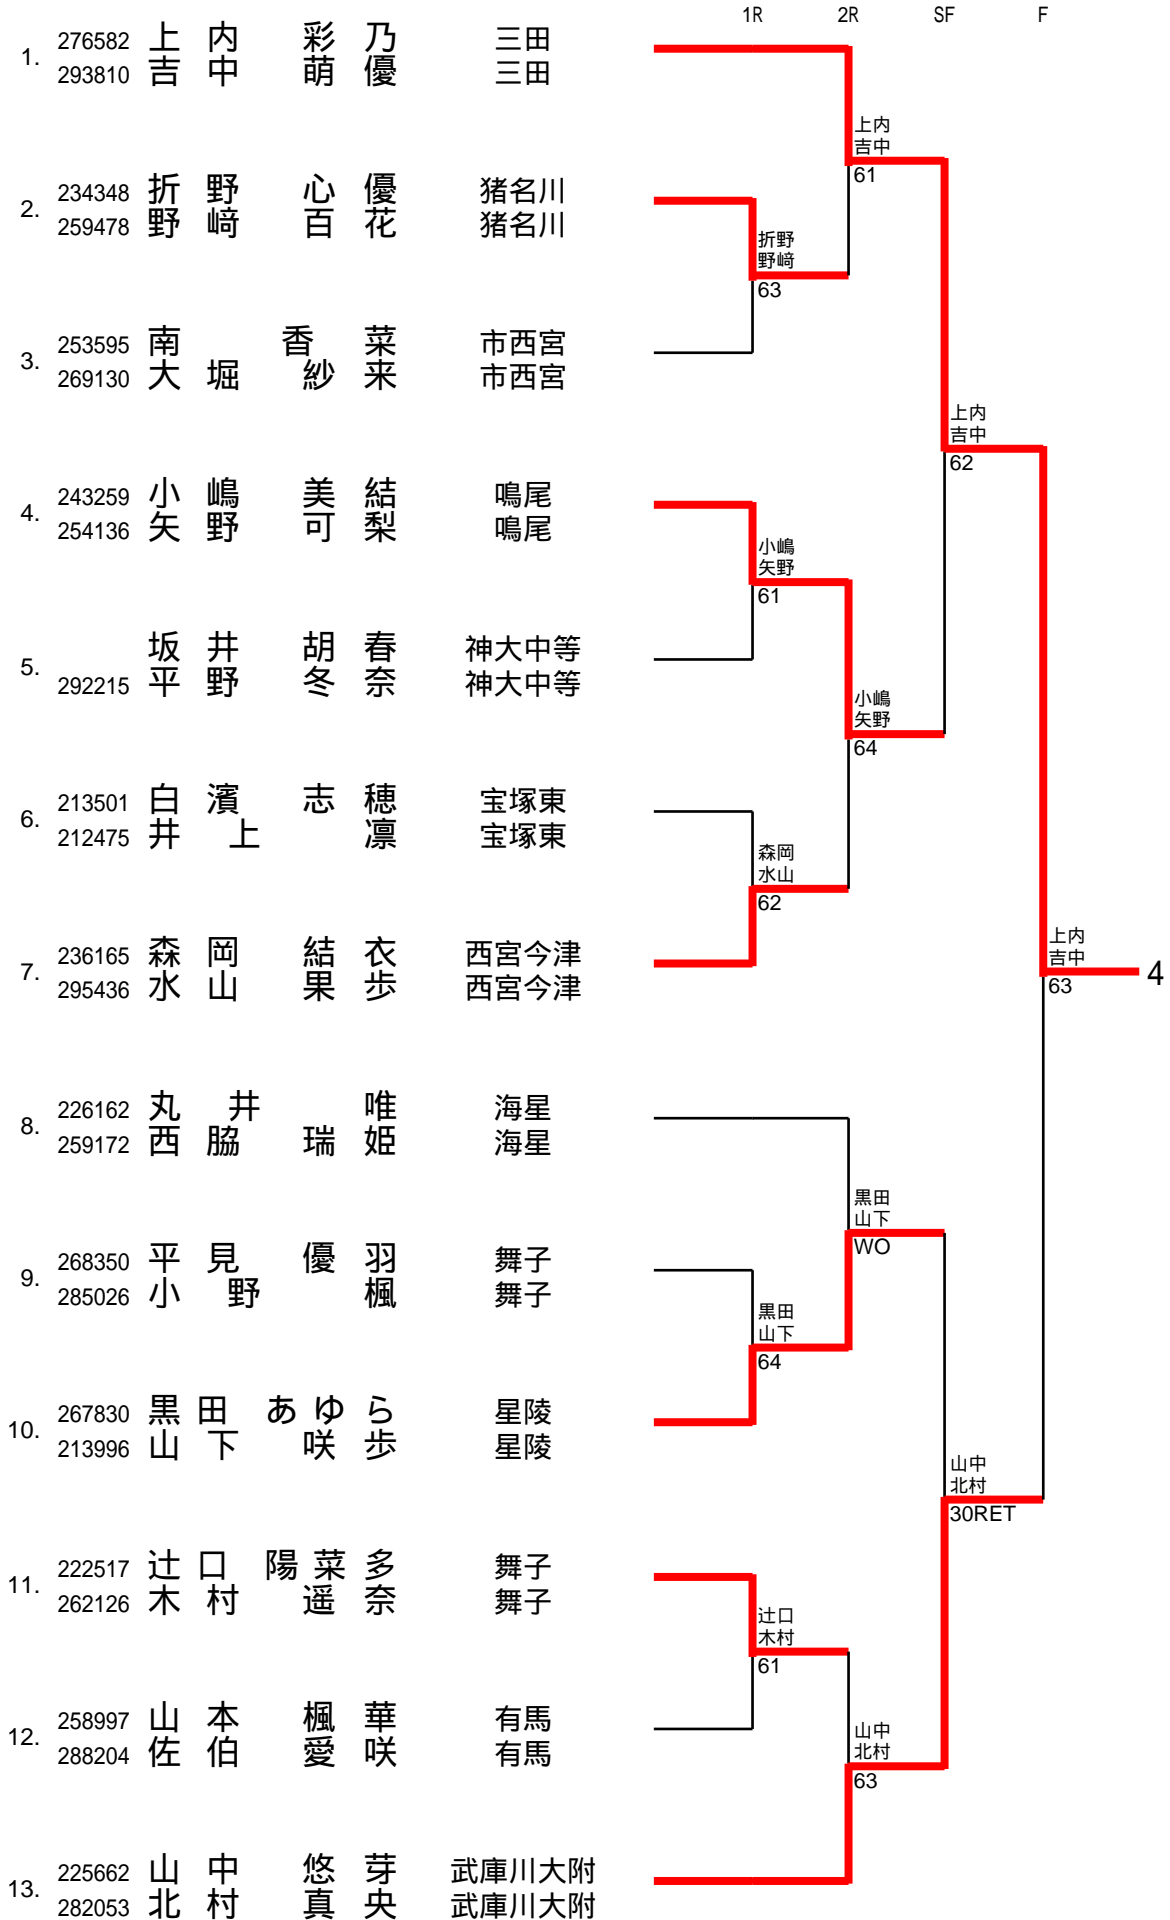 1R 2R SF F
1. 276582 上内 彩乃 三田
293810 吉中 萌優 三田
上内
吉中
61
2. 234348 折野 心優 猪名川
259478 野﨑 百花 猪名川
折野
野﨑
63
3. 253595 南 香菜 市西宮
269130 大堀 紗来 市西宮
上内
吉中
62
4. 243259 小嶋 美結 鳴尾
254136 矢野 可梨 鳴尾
小嶋
矢野
61
5. 坂井 胡春 神大中等
292215 平野 冬奈 神大中等
小嶋
矢野
64
6. 213501 白濱 志穂 宝塚東
212475 井上 凛 宝塚東
森岡
水山
62
7. 236165 森岡 結衣 西宮今津
295436 水山 果歩 西宮今津
上内
吉中
63
4
8. 226162 丸井 唯 海星
259172 西脇 瑞姫 海星
黒田
山下
WO
9. 268350 平見 優羽 舞子
285026 小野 楓 舞子
黒田
山下
64
10. 267830 黒田 あゆら 星陵
213996 山下 咲歩 星陵
山中
北村
30RET
11. 222517 辻口 陽菜多 舞子
262126 木村 遥奈 舞子
辻口
木村
61
12. 258997 山本 楓華 有馬
288204 佐伯 愛咲 有馬
山中
北村
63
13. 225662 山中 悠芽 武庫川大附
282053 北村 真央 武庫川大附